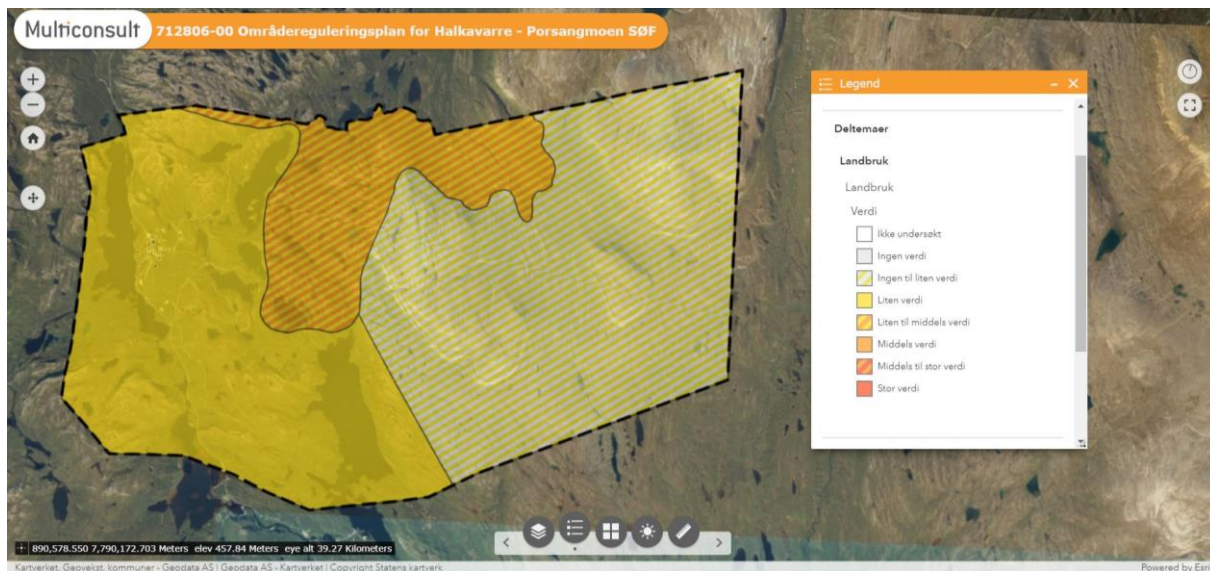 Multiconsult
712806-00 Områdereguleringsplan for Halkavarre - Porsangmoen SØF
Legend
Deltemaer
Landbruk
Landbruk
Verdi
Ikke undersøkt
Ingen verdi
Ingen til liten verdi
Liten verdi
Liten til middels verdi
Middels verdi
Middels til stor verdi
Stor verdi
890,578.550 7,790,172.703 Meters elev 457.84 Meters eye alt 39.27 Kilometers
Kartverket, Geovekst, kommuner - Geodata AS | Geodata AS - Kartverket | Copyright Statens kartverk
Powered by Esri